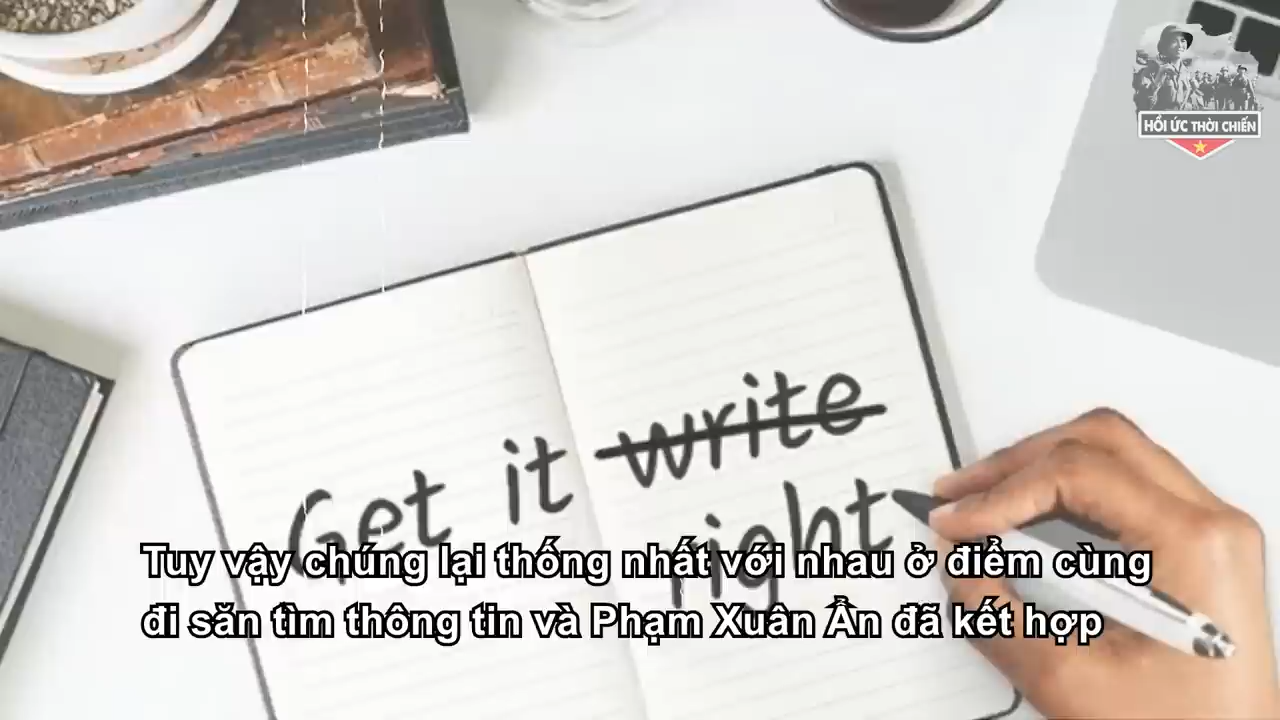 HỒI ỨC THỜI CHIẾN
Get it write
right
Tuy vậy chúng lại thống nhất với nhau ở điểm cùng
đi săn tìm thông tin và Phạm Xuân Ẩn đã kết hợp